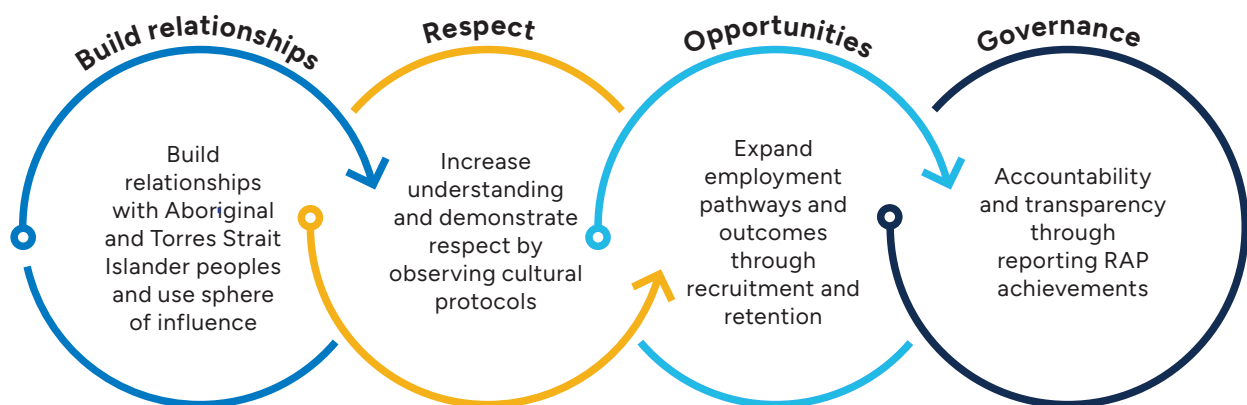 Build relationships
Build
relationships
with Aboriginal
and Torres Strait
Islander peoples
and use sphere
of influence
Respect
Increase
understanding
and demonstrate
respect by
observing cultural
protocols
Opportunities
Expand
employment
pathways and
outcomes
through
recruitment and
retention
Governance
Accountability
and transparency
through
reporting RAP
achievements